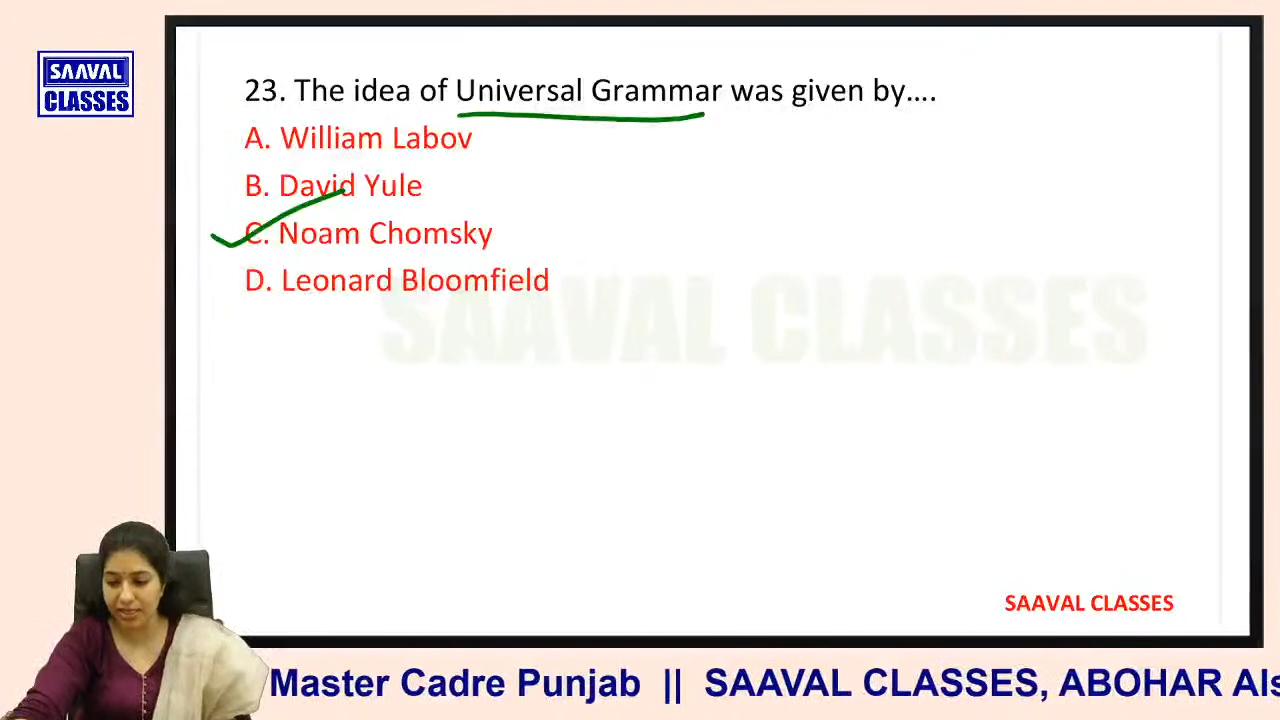 SAAVAL
CLASSES
23. The idea of Universal Grammar was given by....
A. William Labov
B. David Yule
C. Noam Chomsky
D. Leonard Bloomfield
SAAVAL CLASSES
SAAVAL CLASSES
Master Cadre Punjab || SAAVAL CLASSES, ABOHAR Als